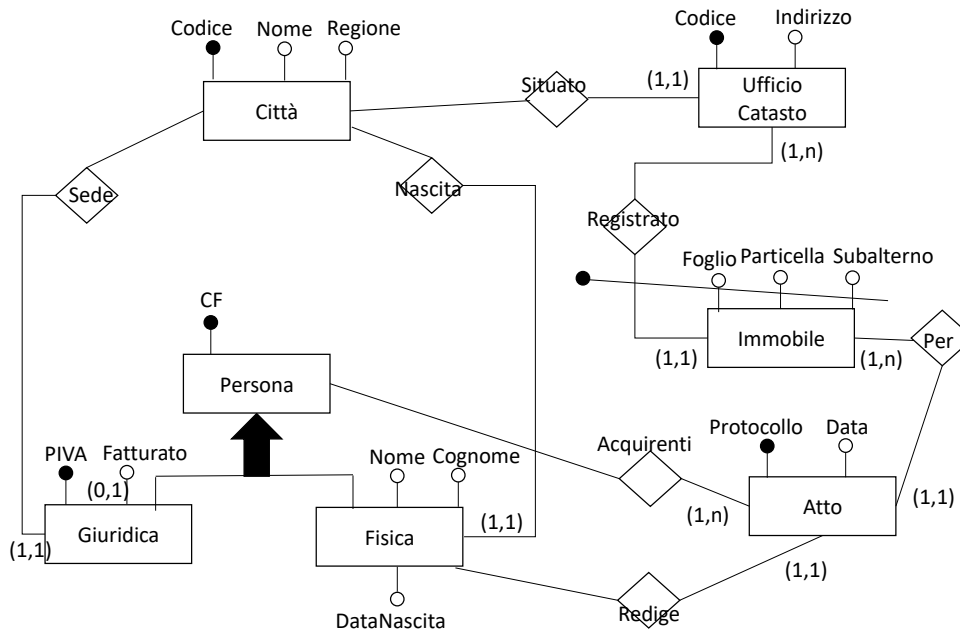 Codice
Nome
Regione
Codice
Indirizzo
Città
Situato
(1,1)
Ufficio
Catasto
(1,n)
Sede
Nascita
Registrato
Foglio
Particella
Subalterno
CF
Immobile
Per
(1,1)
(1,n)
Persona
PIVA
Fatturato
(0,1)
Nome
Cognome
Acquirenti
Protocollo
Data
Giuridica
(1,1)
Fisica
(1,1)
(1,n)
Atto
(1,1)
(1,1)
DataNascita
Redige